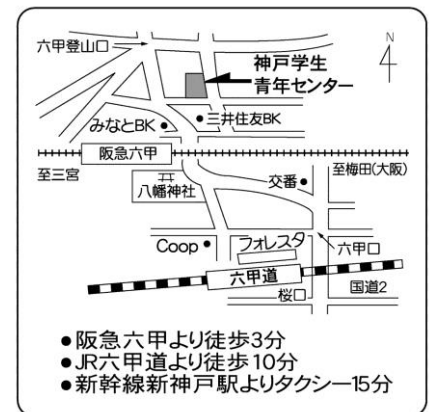 六甲登山口
N
神戸学生
青年センター
みなとBK
三井住友BK
阪急六甲
至三宮
八幡神社
交番
至梅田(大阪)
Coop
フォレスタ
六甲口
六甲道
桜口
国道2
●阪急六甲より徒歩3分
●JR六甲道より徒歩10分
●新幹線新神戸駅よりタクシー15分